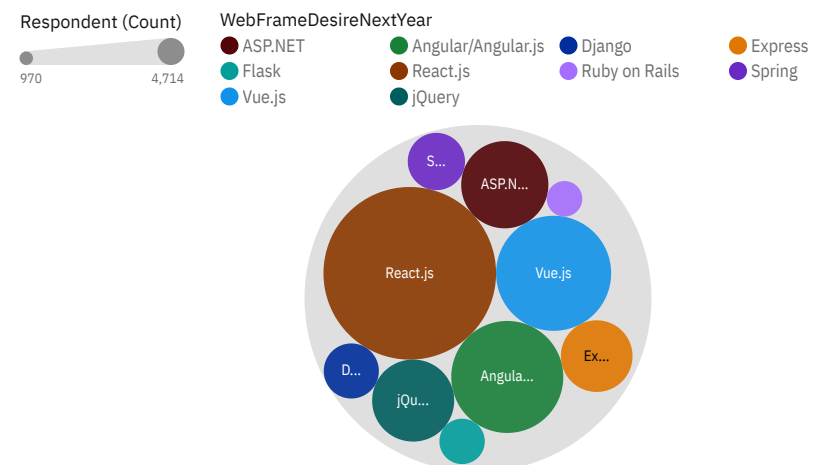 Respondent (Count)
970 4,714
WebFrameDesireNextYear
ASP.NET Angular/Angular.js Django Express
Flask React.js Ruby on Rails Spring
Vue.js jQuery
S...
ASP.N...
React.js
Vue.js
Ex...
D...
Angula...
jQu...